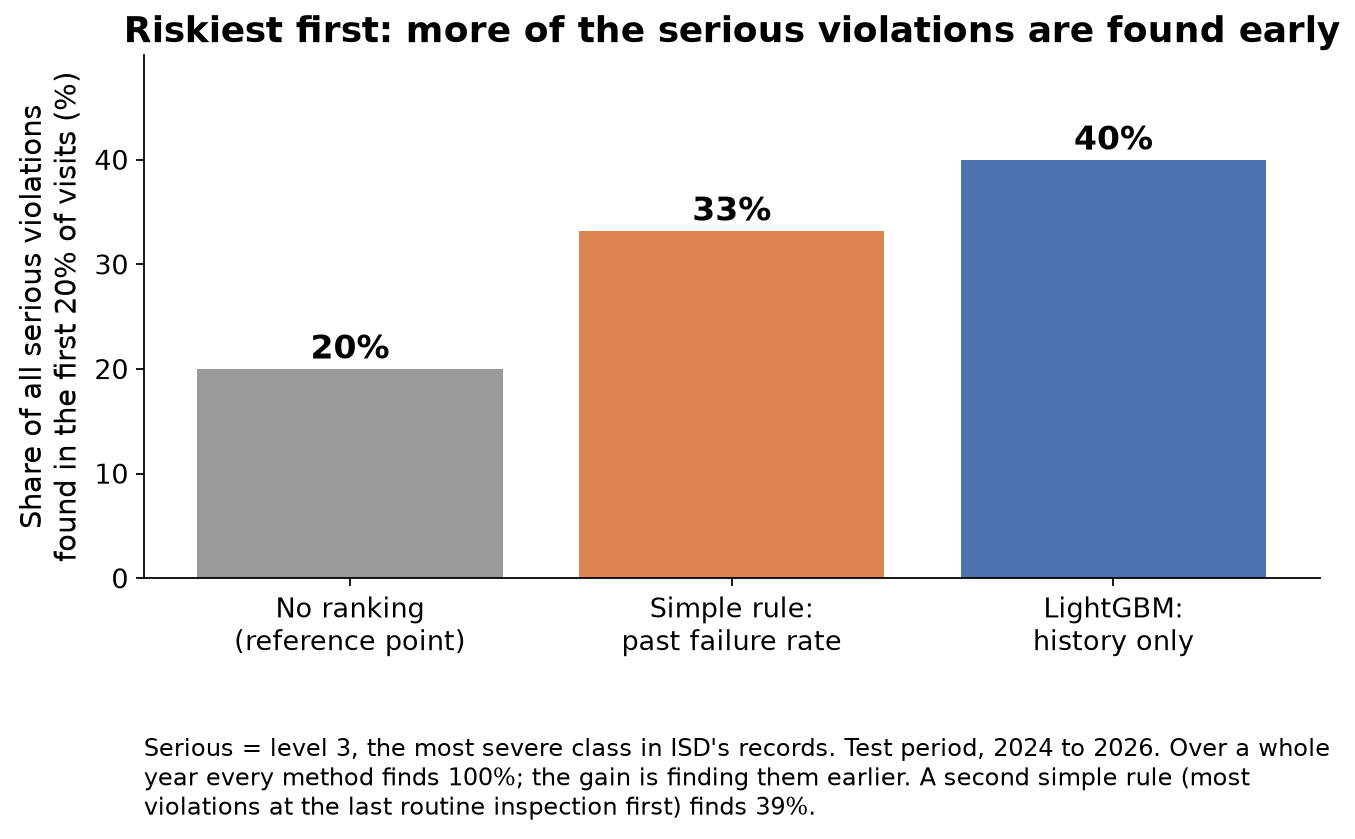 Riskiest first: more of the serious violations are found early
Share of all serious violations
found in the first 20% of visits (%)
40
30
20
10
0
20%
33%
40%
No ranking
(reference point)
Simple rule:
past failure rate
LightGBM:
history only
Serious = level 3, the most severe class in ISD's records. Test period, 2024 to 2026. Over a whole
year every method finds 100%; the gain is finding them earlier. A second simple rule (most
violations at the last routine inspection first) finds 39%.